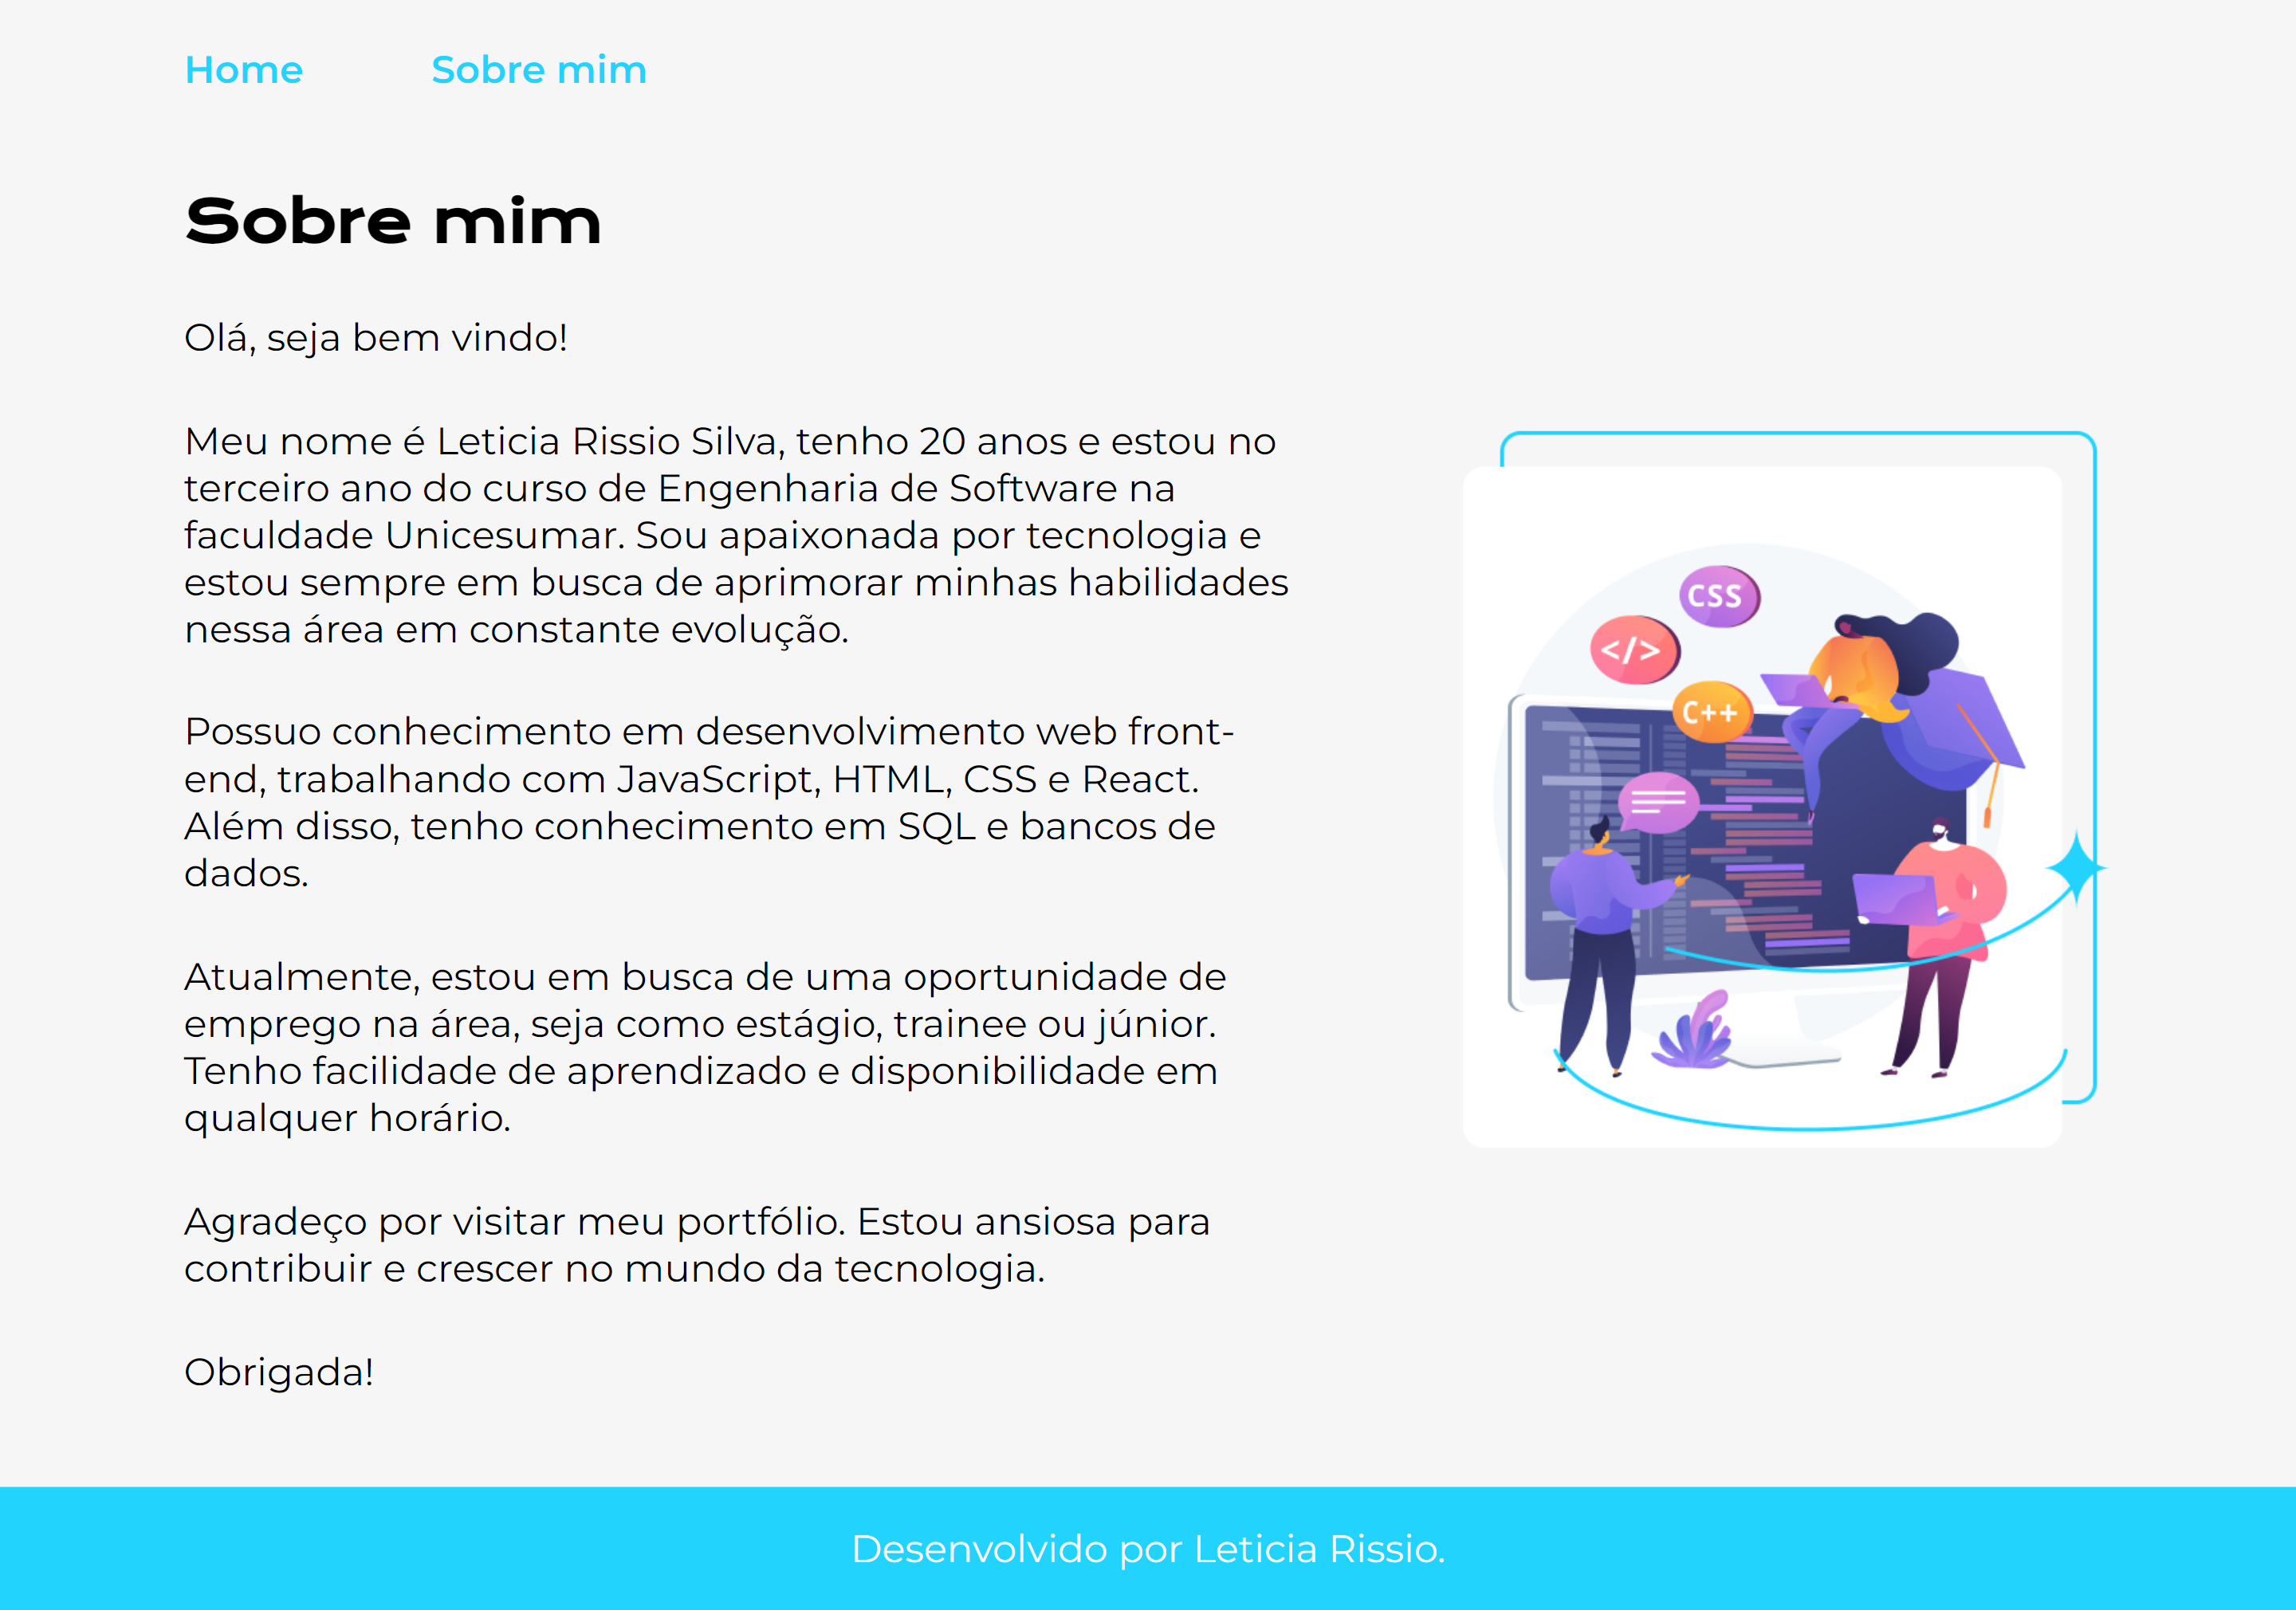 Home Sobre mim
Sobre mim
Olá, seja bem vindo!
Meu nome é Leticia Rissio Silva, tenho 20 anos e estou no
terceiro ano do curso de Engenharia de Software na
faculdade Unicesumar. Sou apaixonada por tecnologia e
estou sempre em busca de aprimorar minhas habilidades
nessa área em constante evolução.
Possuo conhecimento em desenvolvimento web front-
end, trabalhando com JavaScript, HTML, CSS e React.
Além disso, tenho conhecimento em SQL e bancos de
dados.
Atualmente, estou em busca de uma oportunidade de
emprego na área, seja como estágio, trainee ou júnior.
Tenho facilidade de aprendizado e disponibilidade em
qualquer horário.
Agradeço por visitar meu portfólio. Estou ansiosa para
contribuir e crescer no mundo da tecnologia.
Obrigada!
CSS
</>
C++
Desenvolvido por Leticia Rissio.